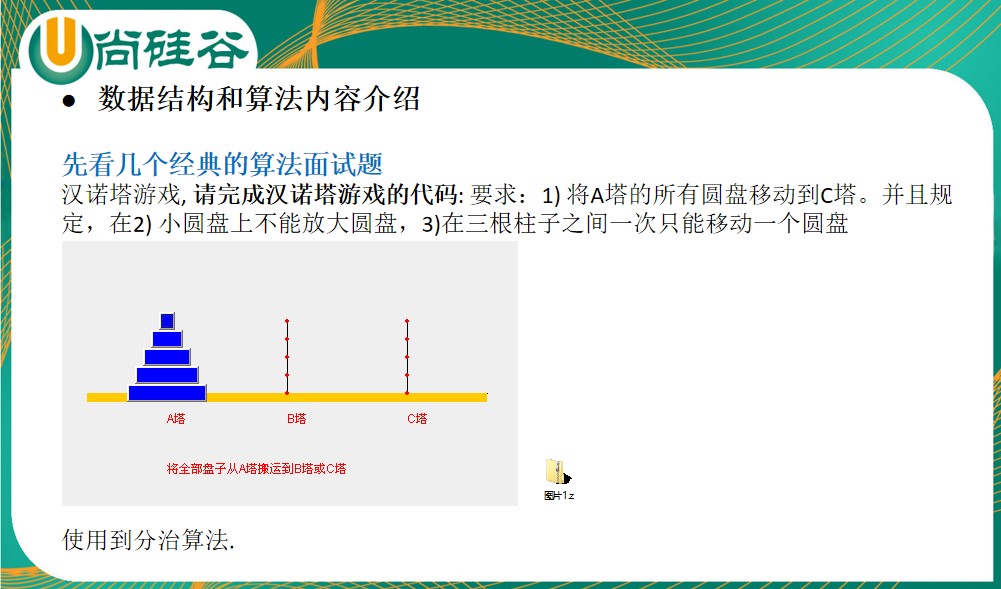 尚硅谷
● 数据结构和算法内容介绍
先看几个经典的算法面试题
汉诺塔游戏, 请完成汉诺塔游戏的代码: 要求：1) 将A塔的所有圆盘移动到C塔。并且规
定，在2) 小圆盘上不能放大圆盘，3)在三根柱子之间一次只能移动一个圆盘
A塔 B塔 C塔
将全部盘子从A塔搬运到B塔或C塔
图片1.z
使用到分治算法.